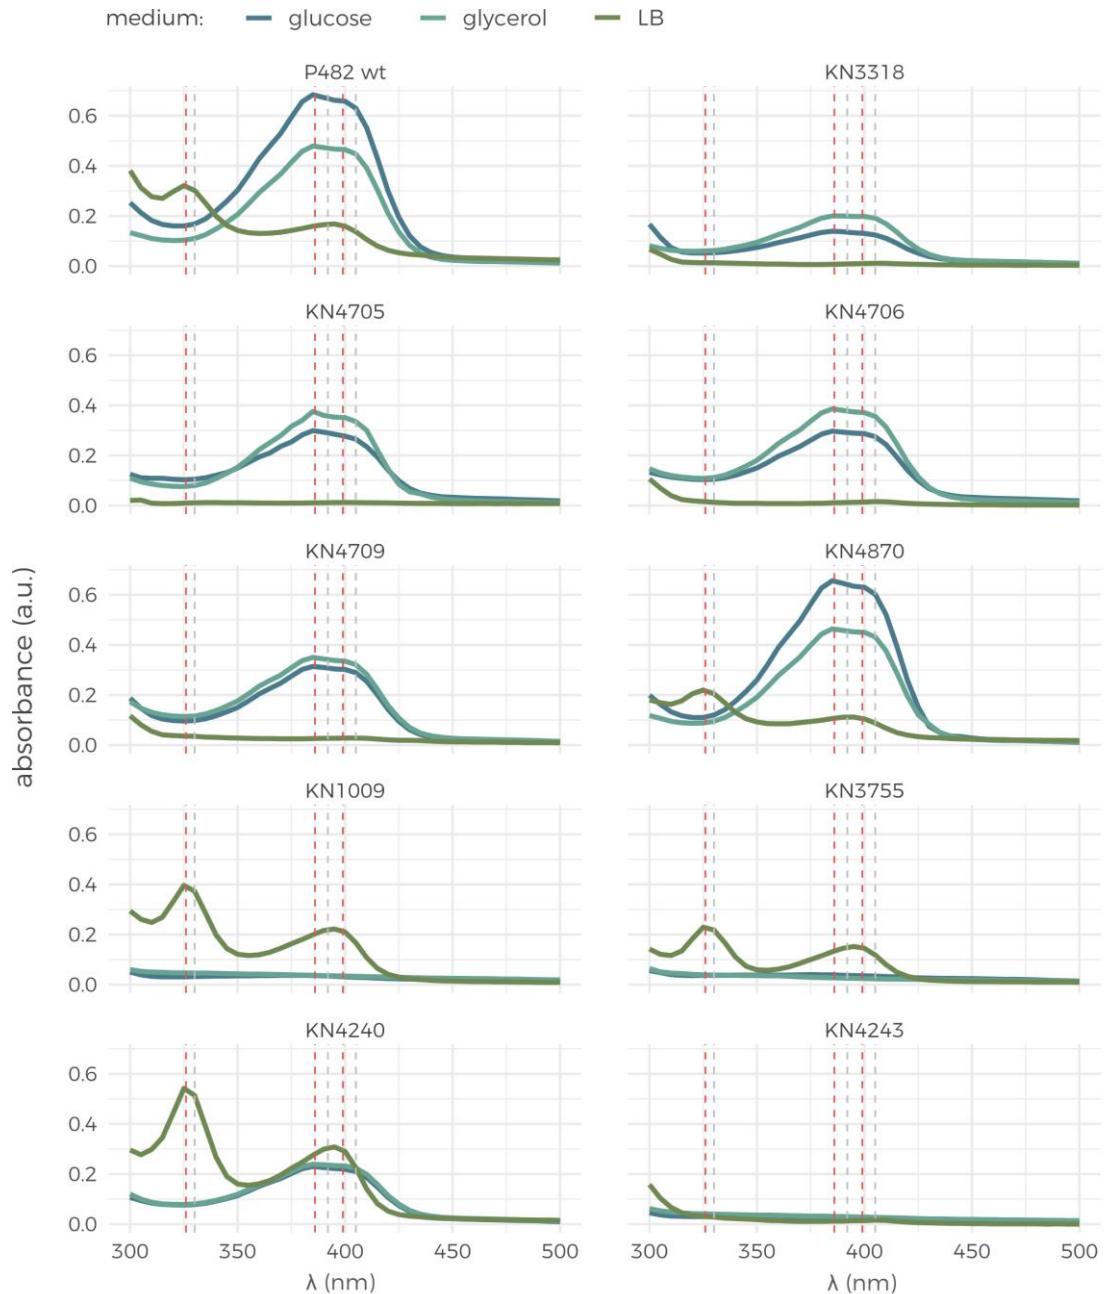 medium: glucose glycerol LB
P482 wt KN3318
0.6
0.4
0.2
0.0
KN4705 KN4706
0.6
0.4
0.2
0.0
KN4709 KN4870
0.6
0.4
0.2
0.0
absorbance (a.u.)
KN1009 KN3755
0.6
0.4
0.2
0.0
KN4240 KN4243
0.6
0.4
0.2
0.0
300 350 400 450 500 300 350 400 450 500
λ (nm) λ (nm)